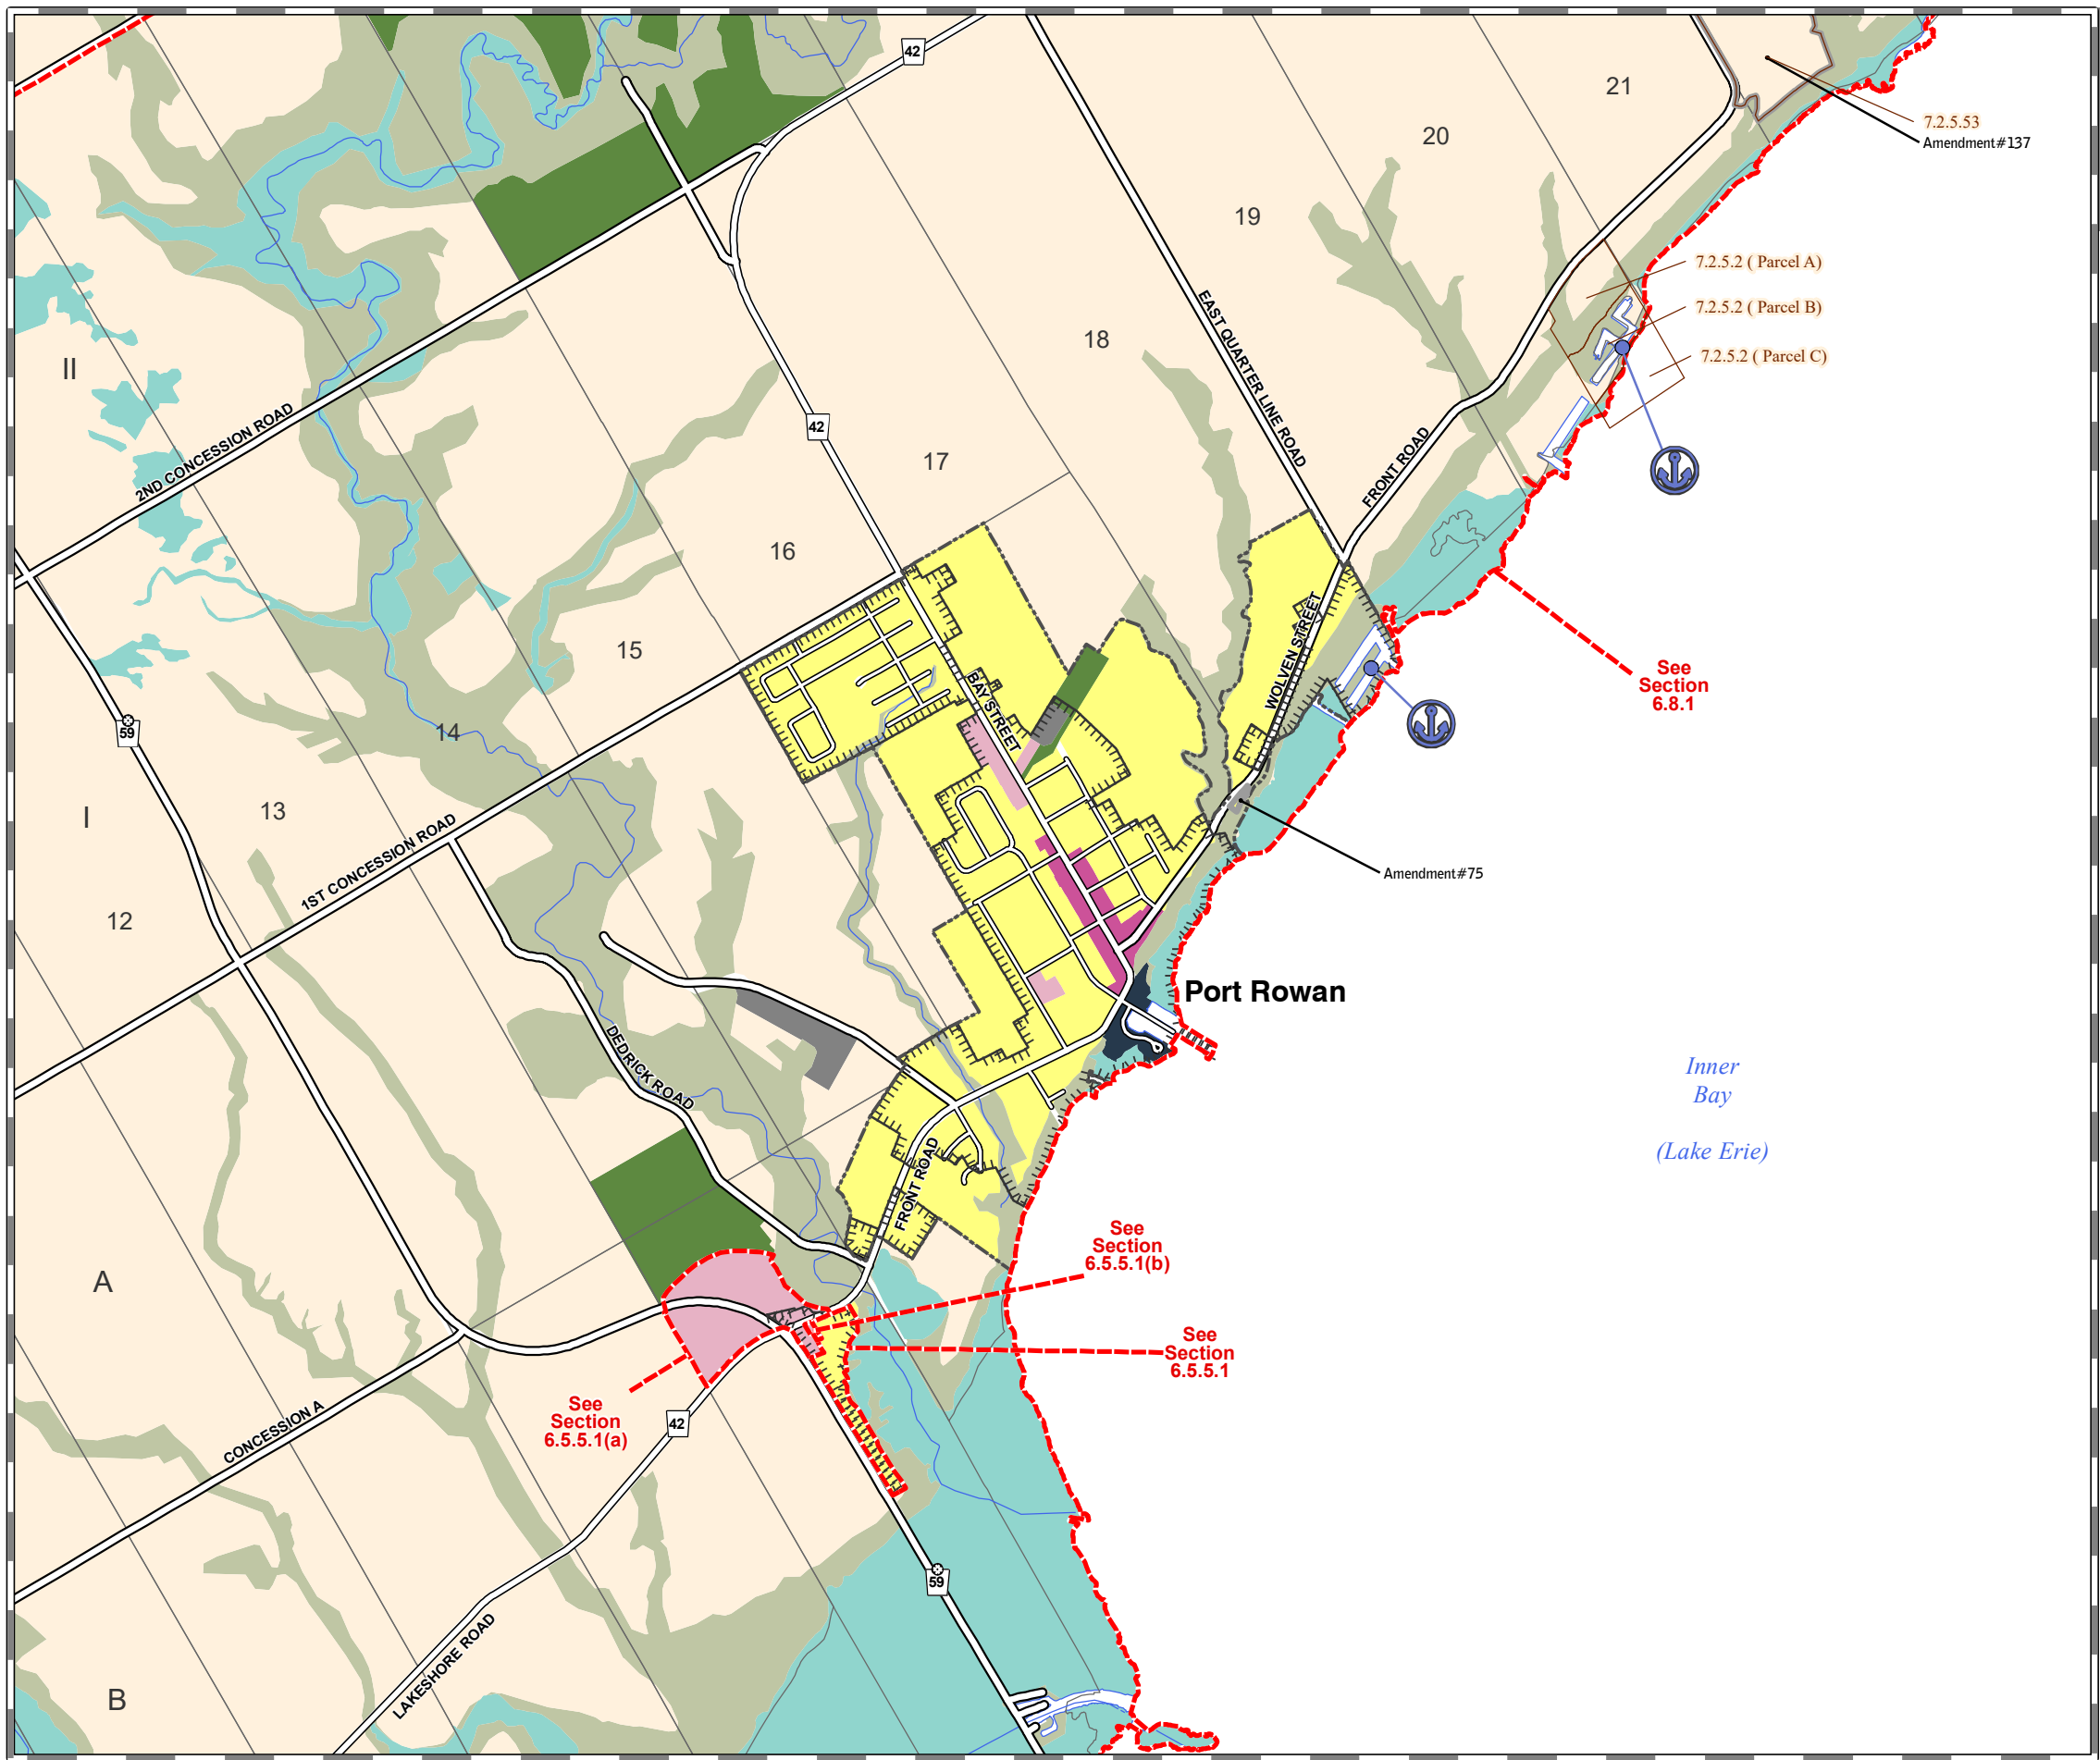 42
21
7.2.5.53
Amendment#137
20
19
7.2.5.2 ( Parcel A)
7.2.5.2 ( Parcel B)
7.2.5.2 ( Parcel C)
EAST QUARTER LINE ROAD
18
II
2ND CONCESSION ROAD
42
17
FRONT ROAD
16
15
14
59
BAY STREET
WOLVEN STREET
See
Section
6.8.1
I
13
1ST CONCESSION ROAD
12
Amendment#75
Port Rowan
DEDRICK ROAD
Inner
Bay
(Lake Erie)
FRONT ROAD
See
Section
6.5.5.1(b)
A
See
Section
6.5.5.1
See
Section
6.5.5.1(a)
42
CONCESSION A
59
LAKESHORE ROAD
B